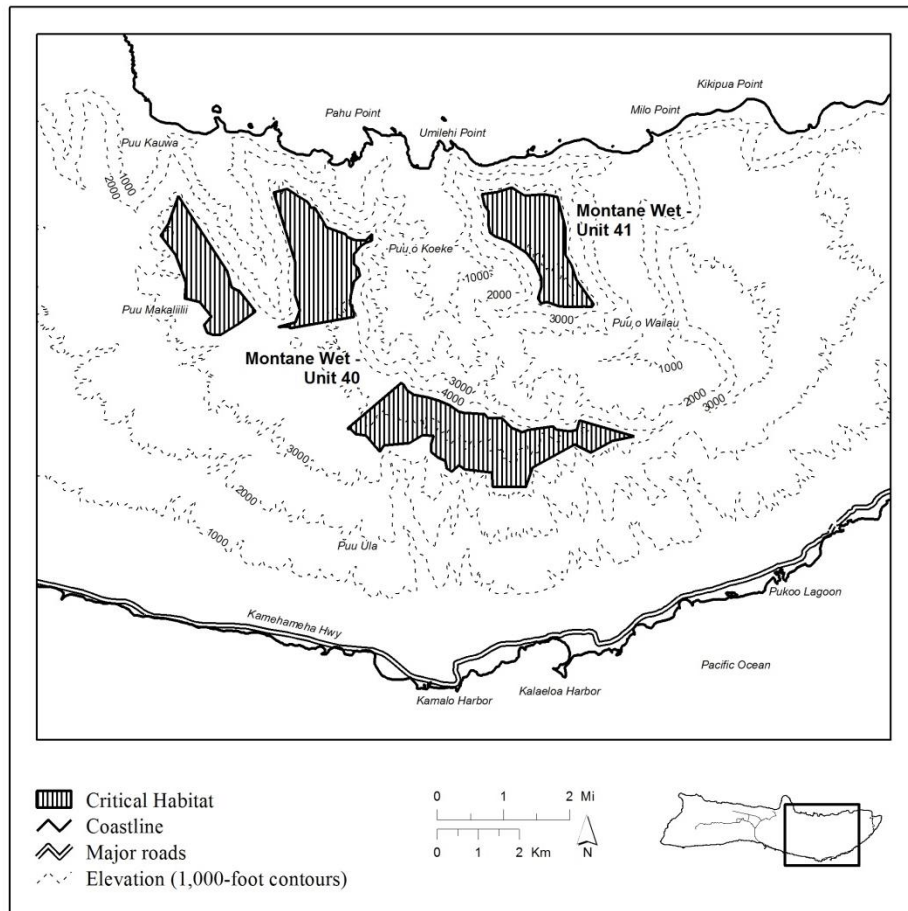 Kikipua Point
Pahu Point
Milo Point
Umilehi Point
Puu Kauwa
1000
2000
Montane Wet -
Unit 41
Puu o Koeke
1000
2000
Puu Makaliilii
3000
Puu o Wailau
Montane Wet -
Unit 40
1000
3000
4000
2000
3000
3000
2000
1000
Puu Ula
Pukoo Lagoon
Kamehameha Hwy
Pacific Ocean
Kalaeloa Harbor
Kamalo Harbor
Critical Habitat
Coastline
Major roads
Elevation (1,000-foot contours)
0 1 2 Mi
0 1 2 Km
N